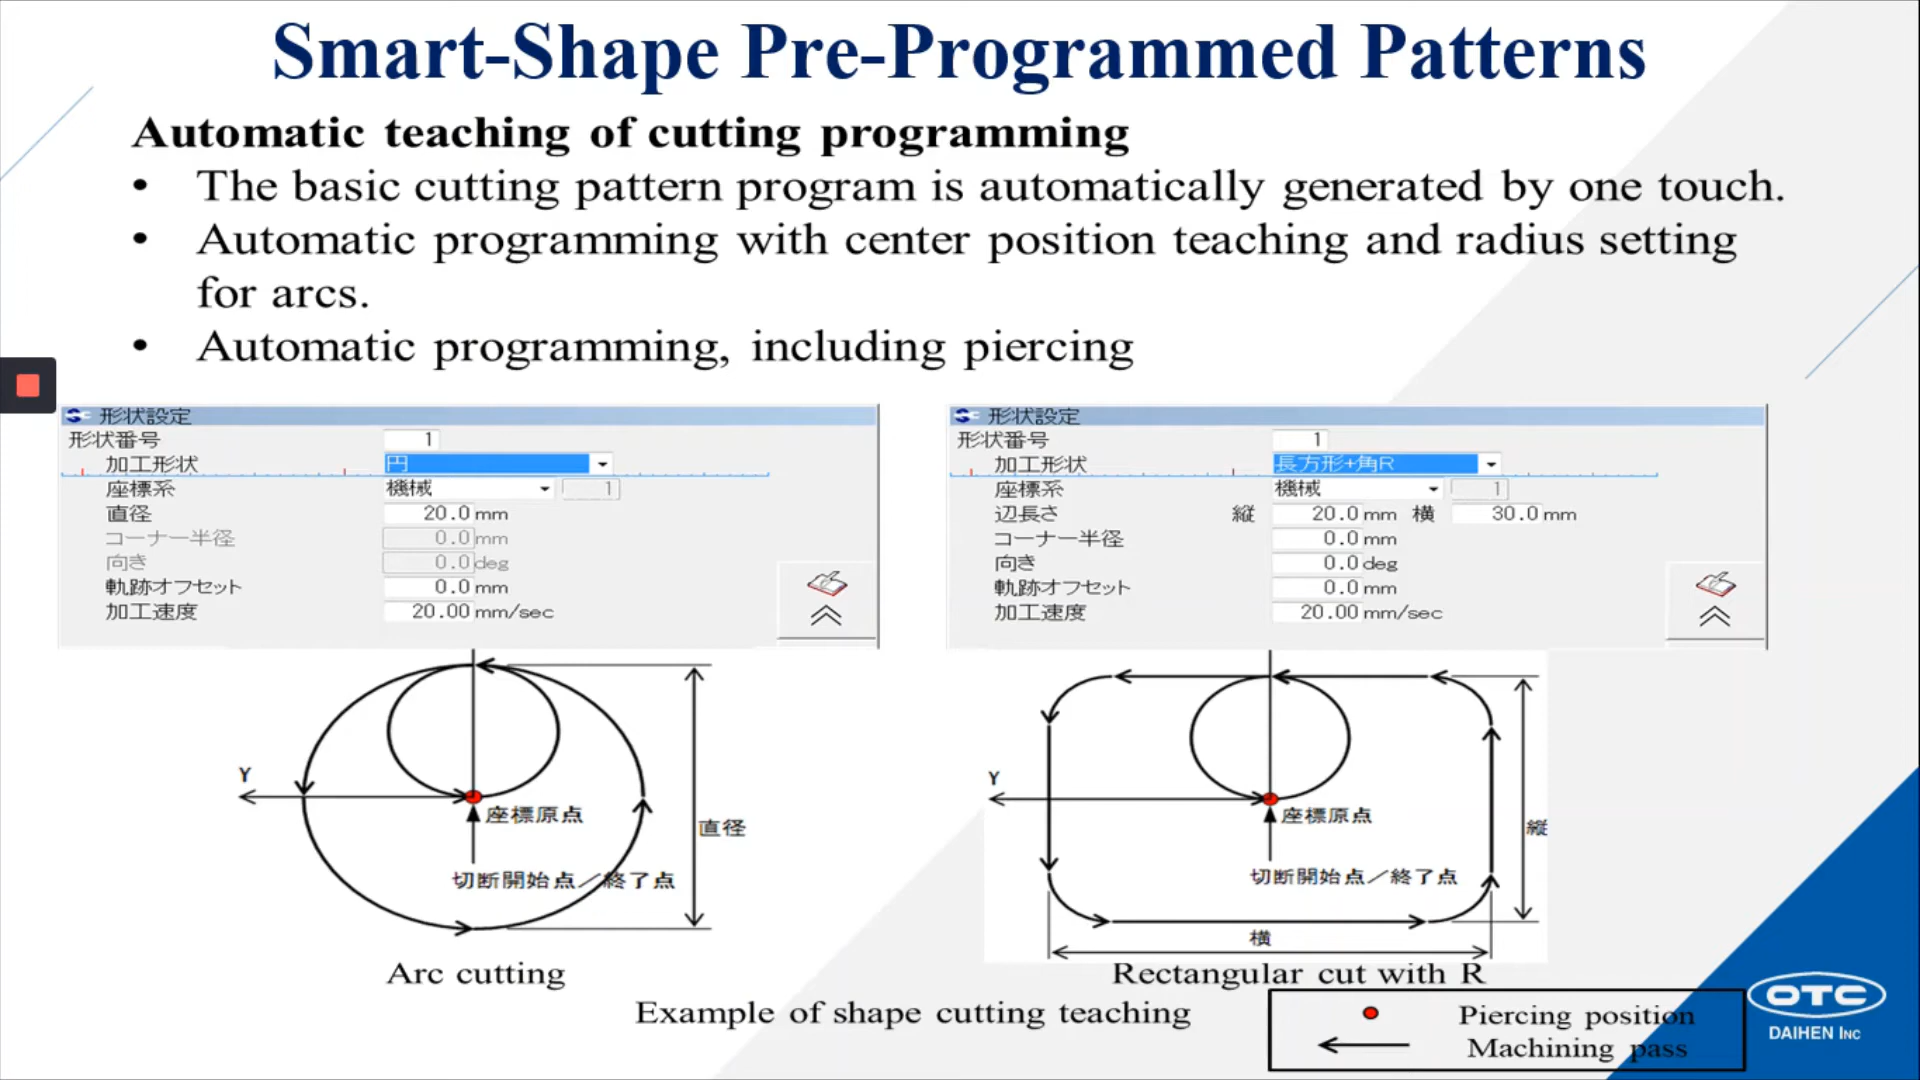 Smart-Shape Pre-Programmed Patterns
Automatic teaching of cutting programming
• The basic cutting pattern program is automatically generated by one touch.
• Automatic programming with center position teaching and radius setting
for arcs.
• Automatic programming, including piercing
形状設定
形状番号 1
加工形状 円
座標系 機械 1
直径 20.0 mm
コーナー半径 0.0 mm
向き 0.0 deg
軌跡オフセット 0.0 mm
加工速度 20.00 mm/sec
形状設定
形状番号 1
加工形状 長方形+角R
座標系 機械 1
辺長さ 縦 20.0 mm 横 30.0 mm
コーナー半径 0.0 mm
向き 0.0 deg
軌跡オフセット 0.0 mm
加工速度 20.00 mm/sec
Y
座標原点
直径
切断開始点／終了点
Arc cutting
Y
座標原点
縦
切断開始点／終了点
横
Rectangular cut with R
Example of shape cutting teaching
Piercing position
Machining pass
OTC
DAIHEN INC